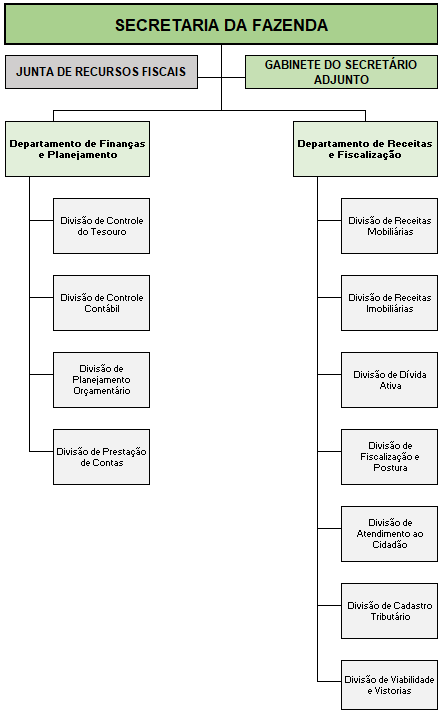 SECRETARIA DA FAZENDA
JUNTA DE RECURSOS FISCAIS
GABINETE DO SECRETÁRIO
ADJUNTO
Departamento de Finanças
e Planejamento
Divisão de Controle
do Tesouro
Divisão de Controle
Contábil
Divisão de
Planejamento
Orçamentário
Divisão de Prestação
de Contas
Departamento de Receitas
e Fiscalização
Divisão de Receitas
Mobiliárias
Divisão de Receitas
Imobiliárias
Divisão de Dívida
Ativa
Divisão de
Fiscalização e
Postura
Divisão de
Atendimento ao
Cidadão
Divisão de Cadastro
Tributário
Divisão de Viabilidade
e Vistorias